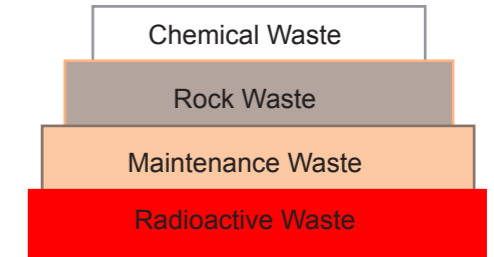 Chemical Waste
Rock Waste
Maintenance Waste
Radioactive Waste